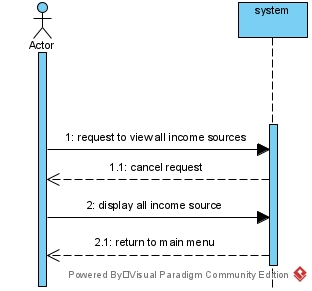 system
Actor
1: request to view all income sources
1.1: cancel request
2: display all income source
2.1: return to main menu
Powered By Visual Paradigm Community Edition